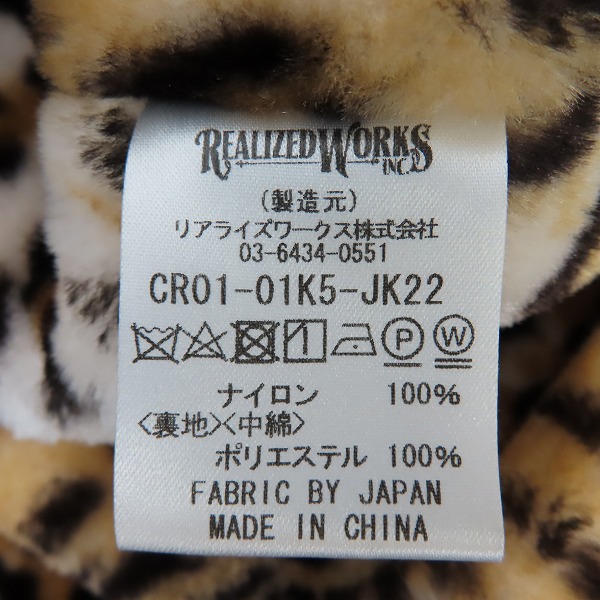 REALIZED WORKS
INC.
(製造元)
リアライズワークス株式会社
03-6434-0551
CR01-01K5-JK22
P W
ナイロン 100%
<裏地><中綿>
ポリエステル 100%
FABRIC BY JAPAN
MADE IN CHINA